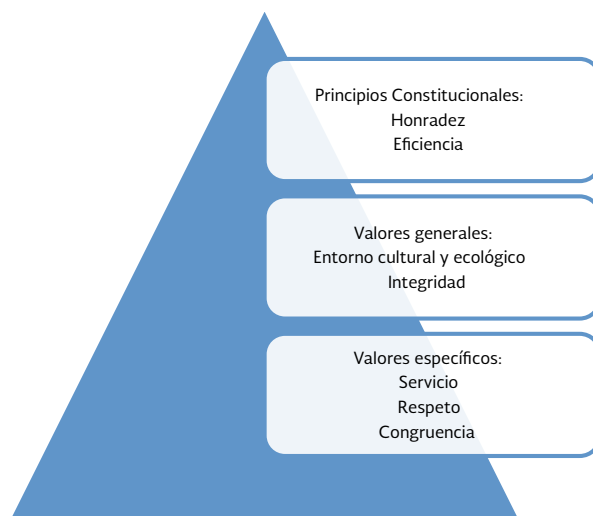 Principios Constitucionales:
Honradez
Eficiencia
Valores generales:
Entorno cultural y ecológico
Integridad
Valores específicos:
Servicio
Respeto
Congruencia